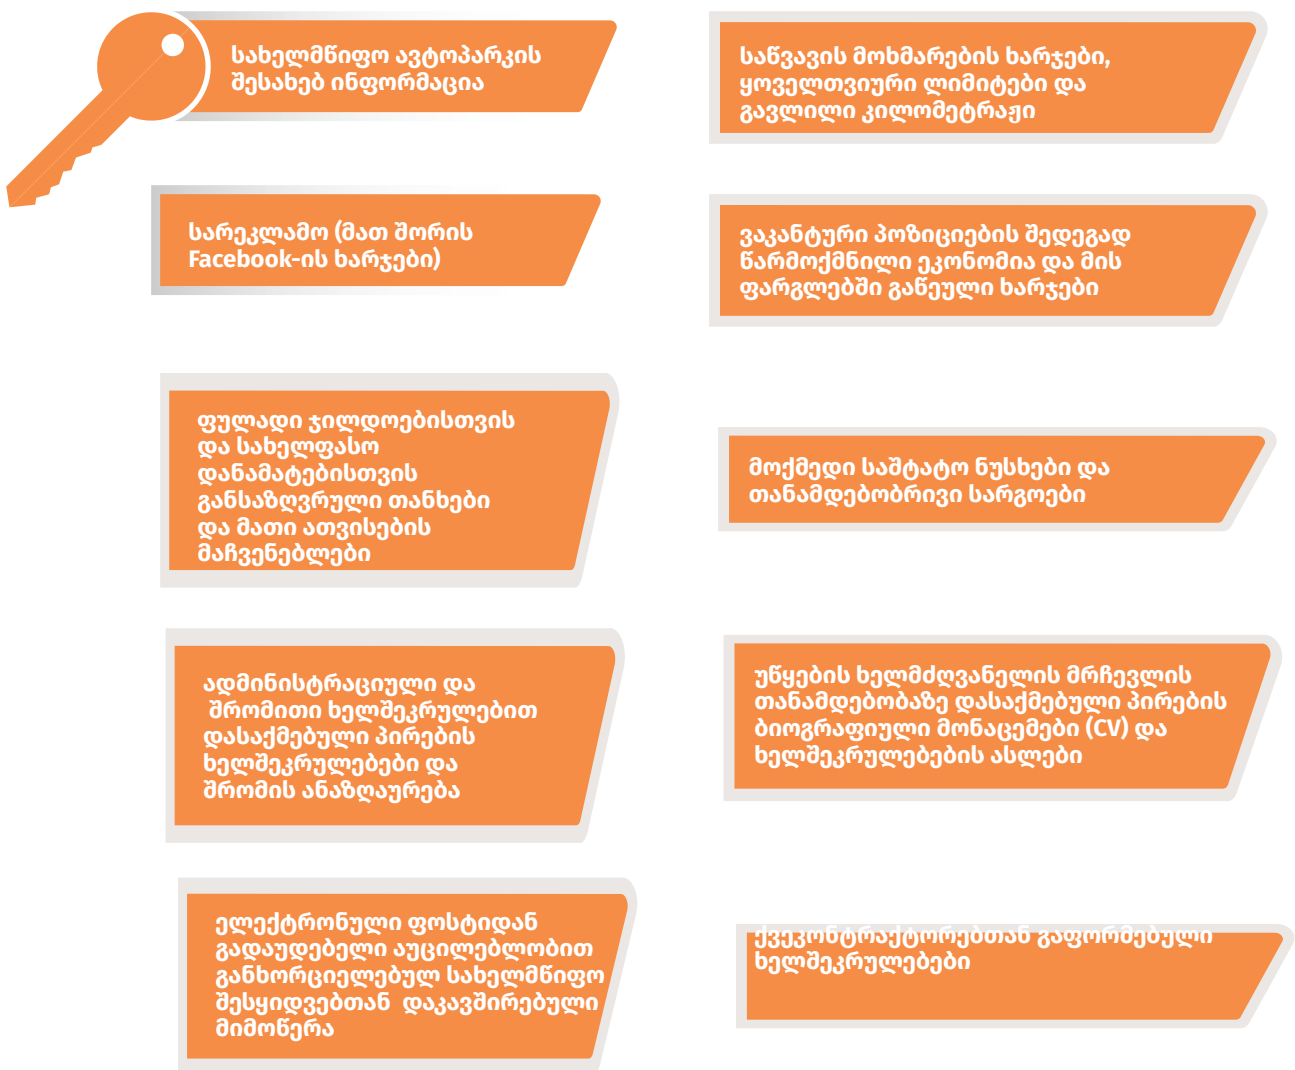 სახელმწიფო ავტოპარკის
შესახებ ინფორმაცია
საწვავის მოხმარების ხარჯები,
ყოველთვიური ლიმიტები და
გავლილი კილომეტრაჟი
სარეკლამო (მათ შორის
Facebook-ის ხარჯები)
ვაკანტური პოზიციების შედეგად
წარმოქმნილი ეკონომია და მის
ფარგლებში გაწეული ხარჯები
ფულადი ჯილდოებისთვის
და სახელფასო
დანამატებისთვის
განსაზღვრული თანხები
და მათი ათვისების
მაჩვენებლები
მოქმედი საშტატო ნუსხები და
თანამდებობრივი სარგოები
ადმინისტრაციული და
შრომითი ხელშეკრულებით
დასაქმებული პირების
ხელშეკრულებები და
შრომის ანაზღაურება
უწყების ხელმძღვანელის მრჩევლის
თანამდებობაზე დასაქმებული პირების
ბიოგრაფიული მონაცემები (CV) და
ხელშეკრულებების ასლები
ელექტრონული ფოსტიდან
გადაუდებელი აუცილებლობით
განხორციელებულ სახელმწიფო
შესყიდვებთან დაკავშირებული
მიმოწერა
ქვეკონტრაქტორებთან გაფორმებული
ხელშეკრულებები